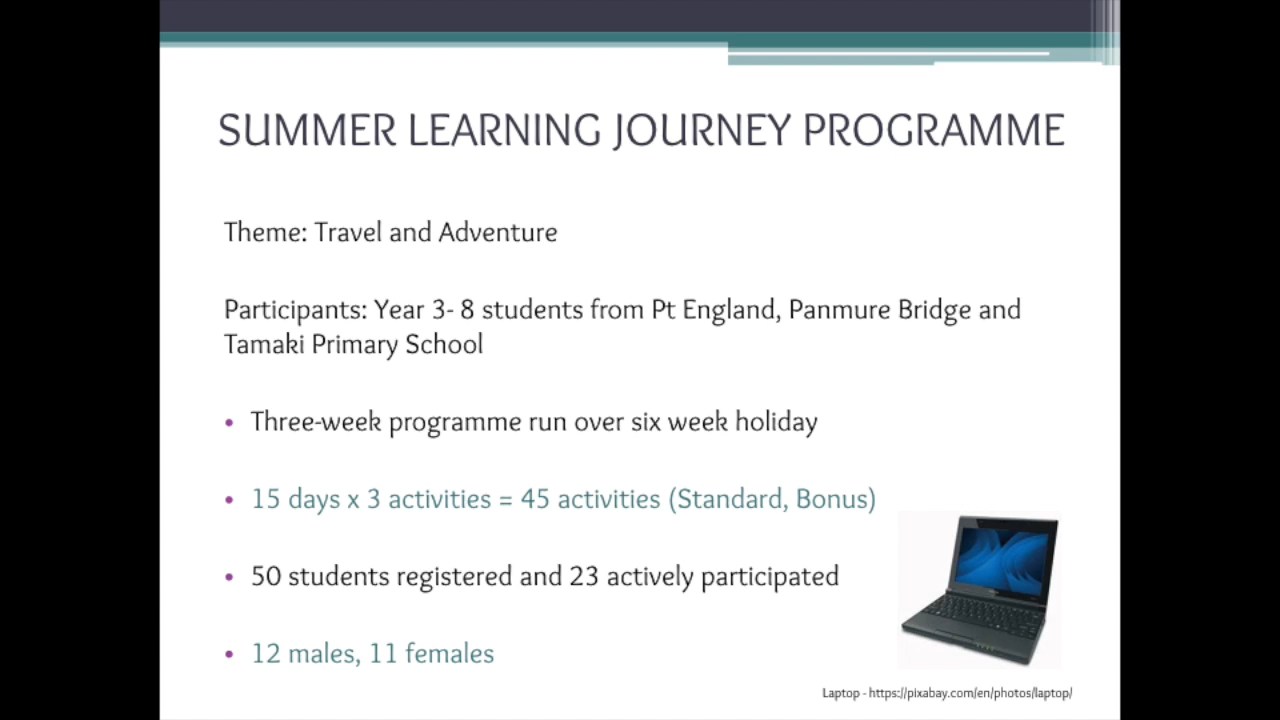 SUMMER LEARNING JOURNEY PROGRAMME
Theme: Travel and Adventure
Participants: Year 3- 8 students from Pt England, Panmure Bridge and
Tamaki Primary School
• Three-week programme run over six week holiday
• 15 days x 3 activities = 45 activities (Standard, Bonus)
• 50 students registered and 23 actively participated
• 12 males, 11 females
Laptop - https://pixabay.com/en/photos/laptop/